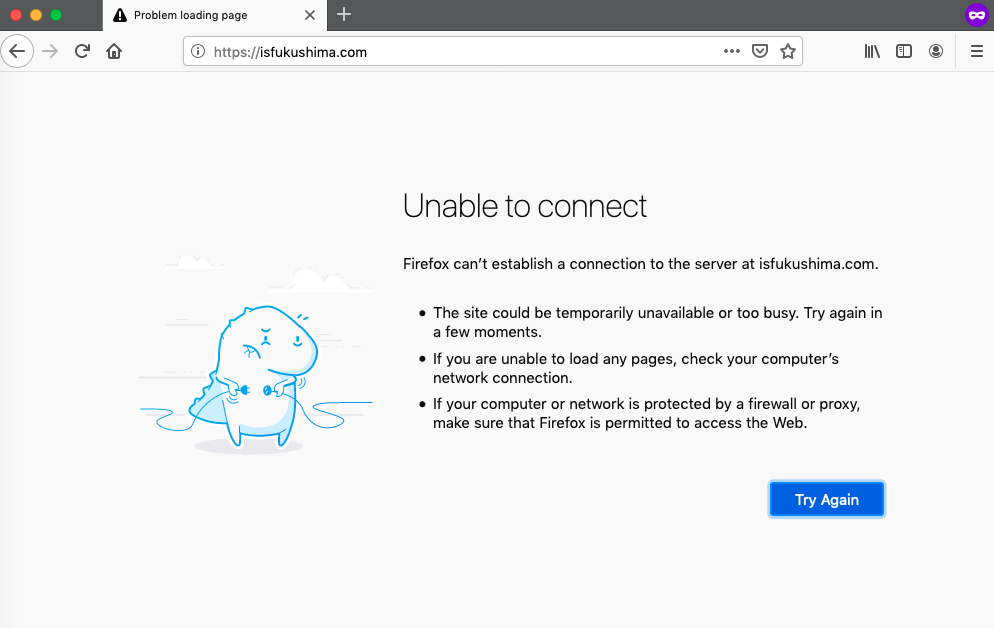 Problem loading page
https://isfukushima.com
Unable to connect
Firefox can’t establish a connection to the server at isfukushima.com.
• The site could be temporarily unavailable or too busy. Try again in
a few moments.
• If you are unable to load any pages, check your computer’s
network connection.
• If your computer or network is protected by a firewall or proxy,
make sure that Firefox is permitted to access the Web.
Try Again